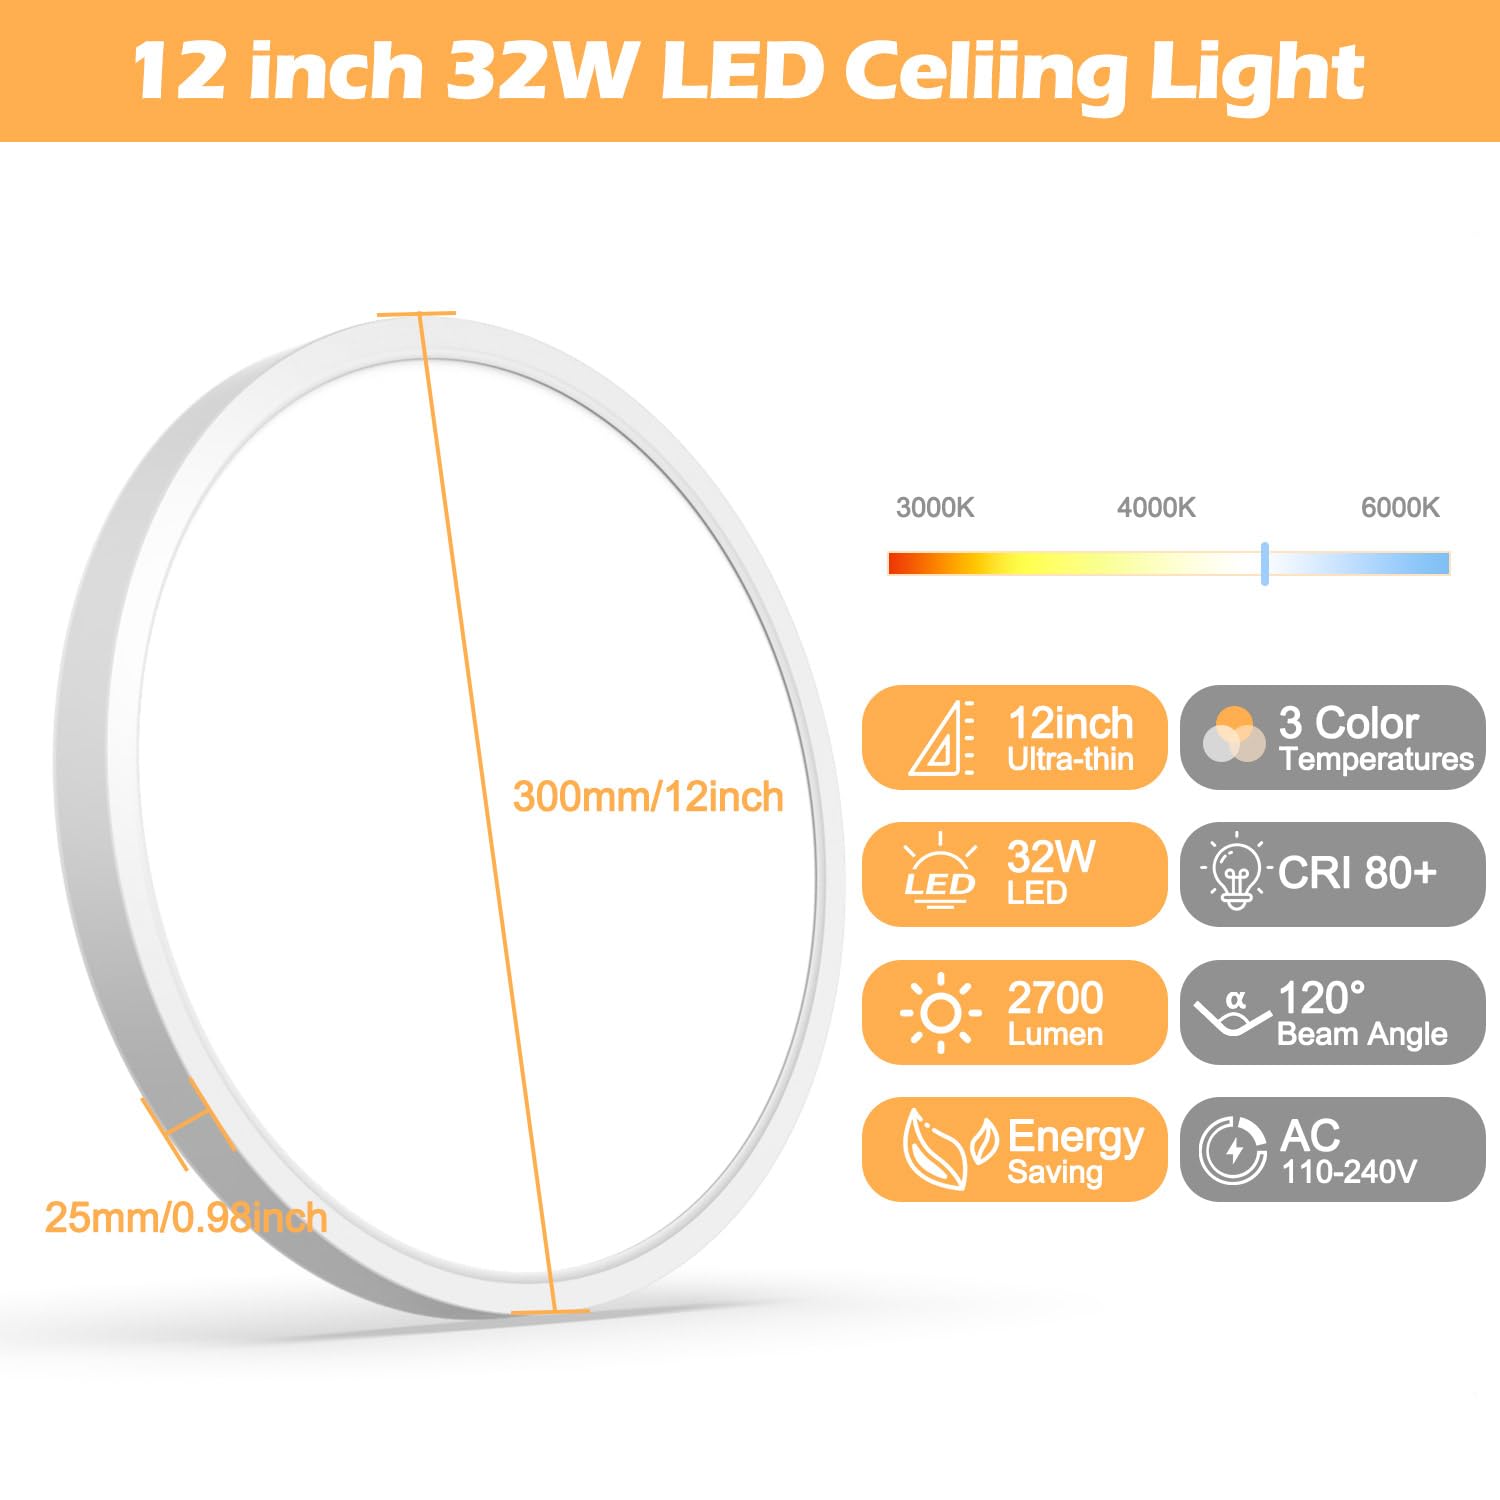 12 inch 32W LED Celiing Light
3000K 4000K 6000K
300mm/12inch
25mm/0.98inch
12inch
Ultra-thin
3 Color
Temperatures
LED
32W
LED
CRI 80+
2700
Lumen
α
120°
Beam Angle
Energy
Saving
AC
110-240V